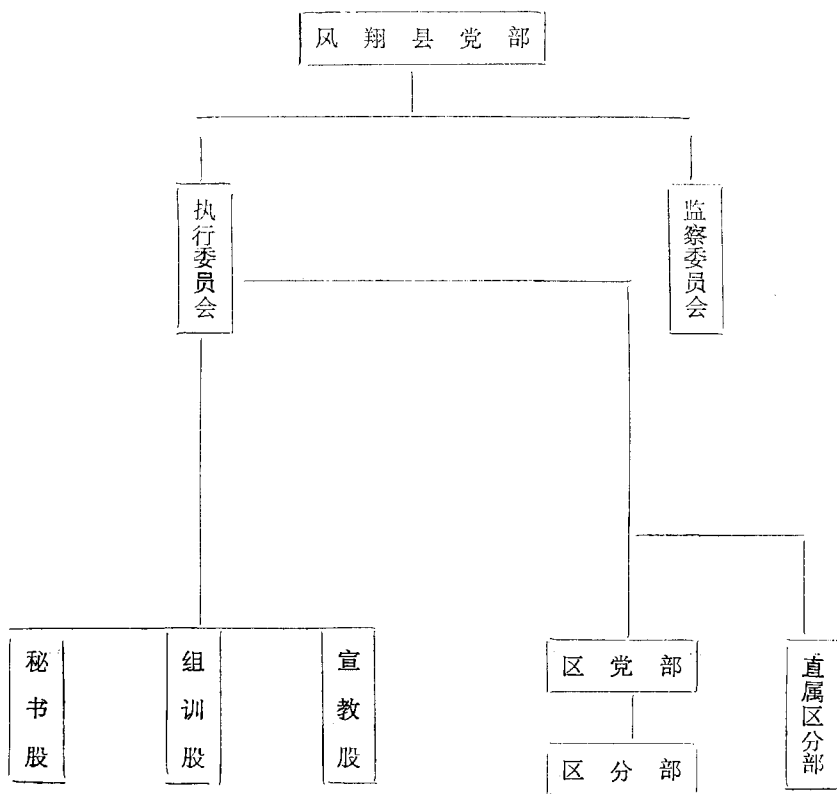 风翔县党部
执行委员会
监察委员会
秘书股
组训股
宣教股
区党部
直属区分部
区分部